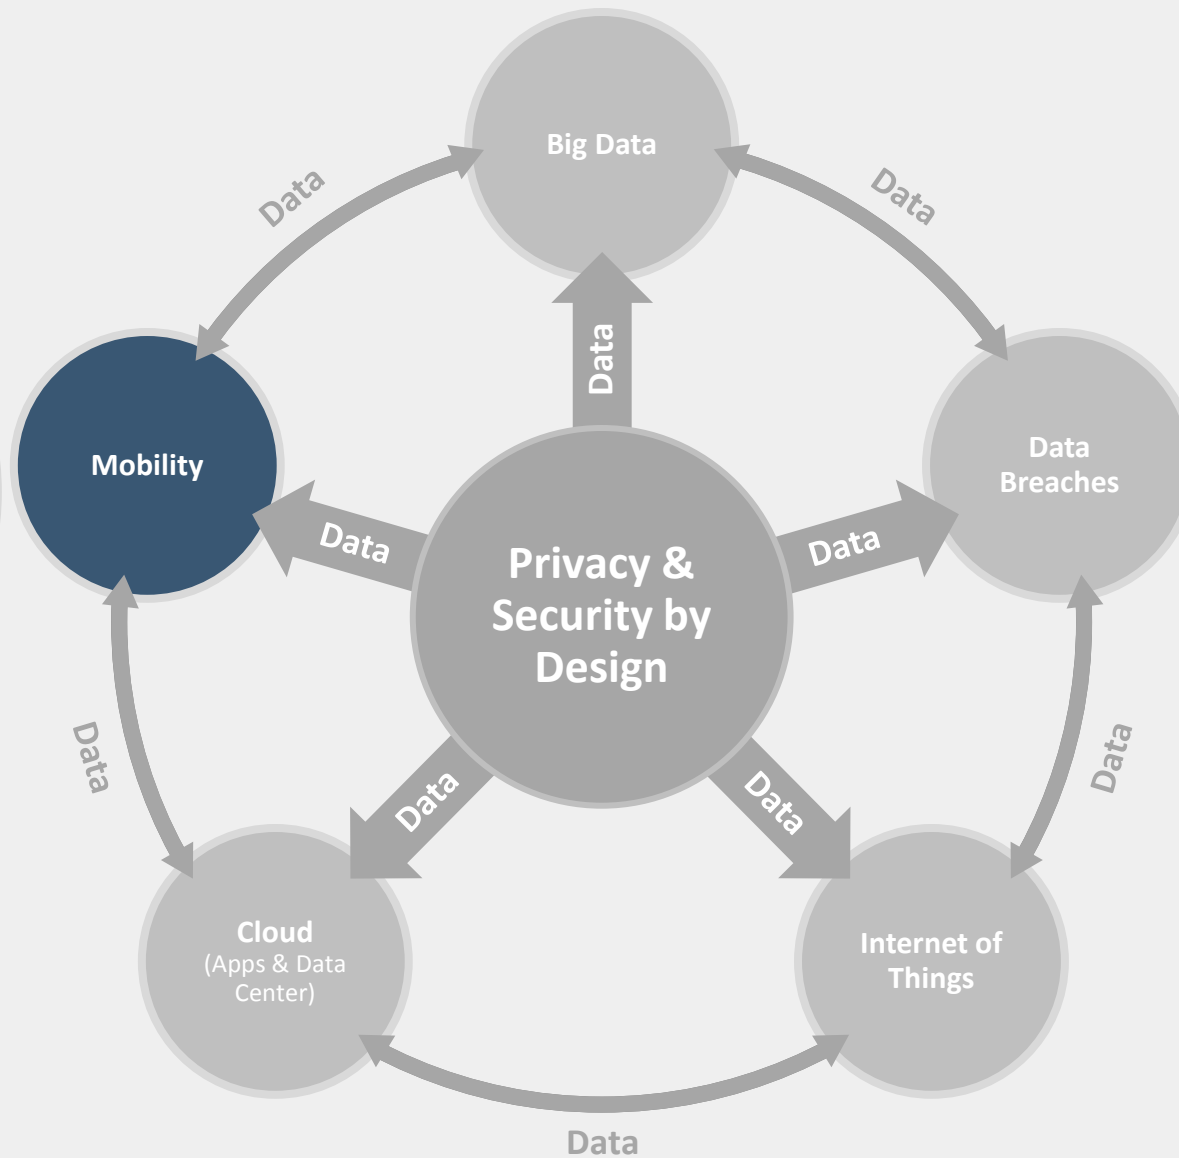 Big Data
Data
Data
Data
Mobility
Data
Breaches
Data
Data
Privacy &
Security by
Design
Data
Data
Data
Data
Cloud
(Apps & Data
Center)
Internet of
Things
Data